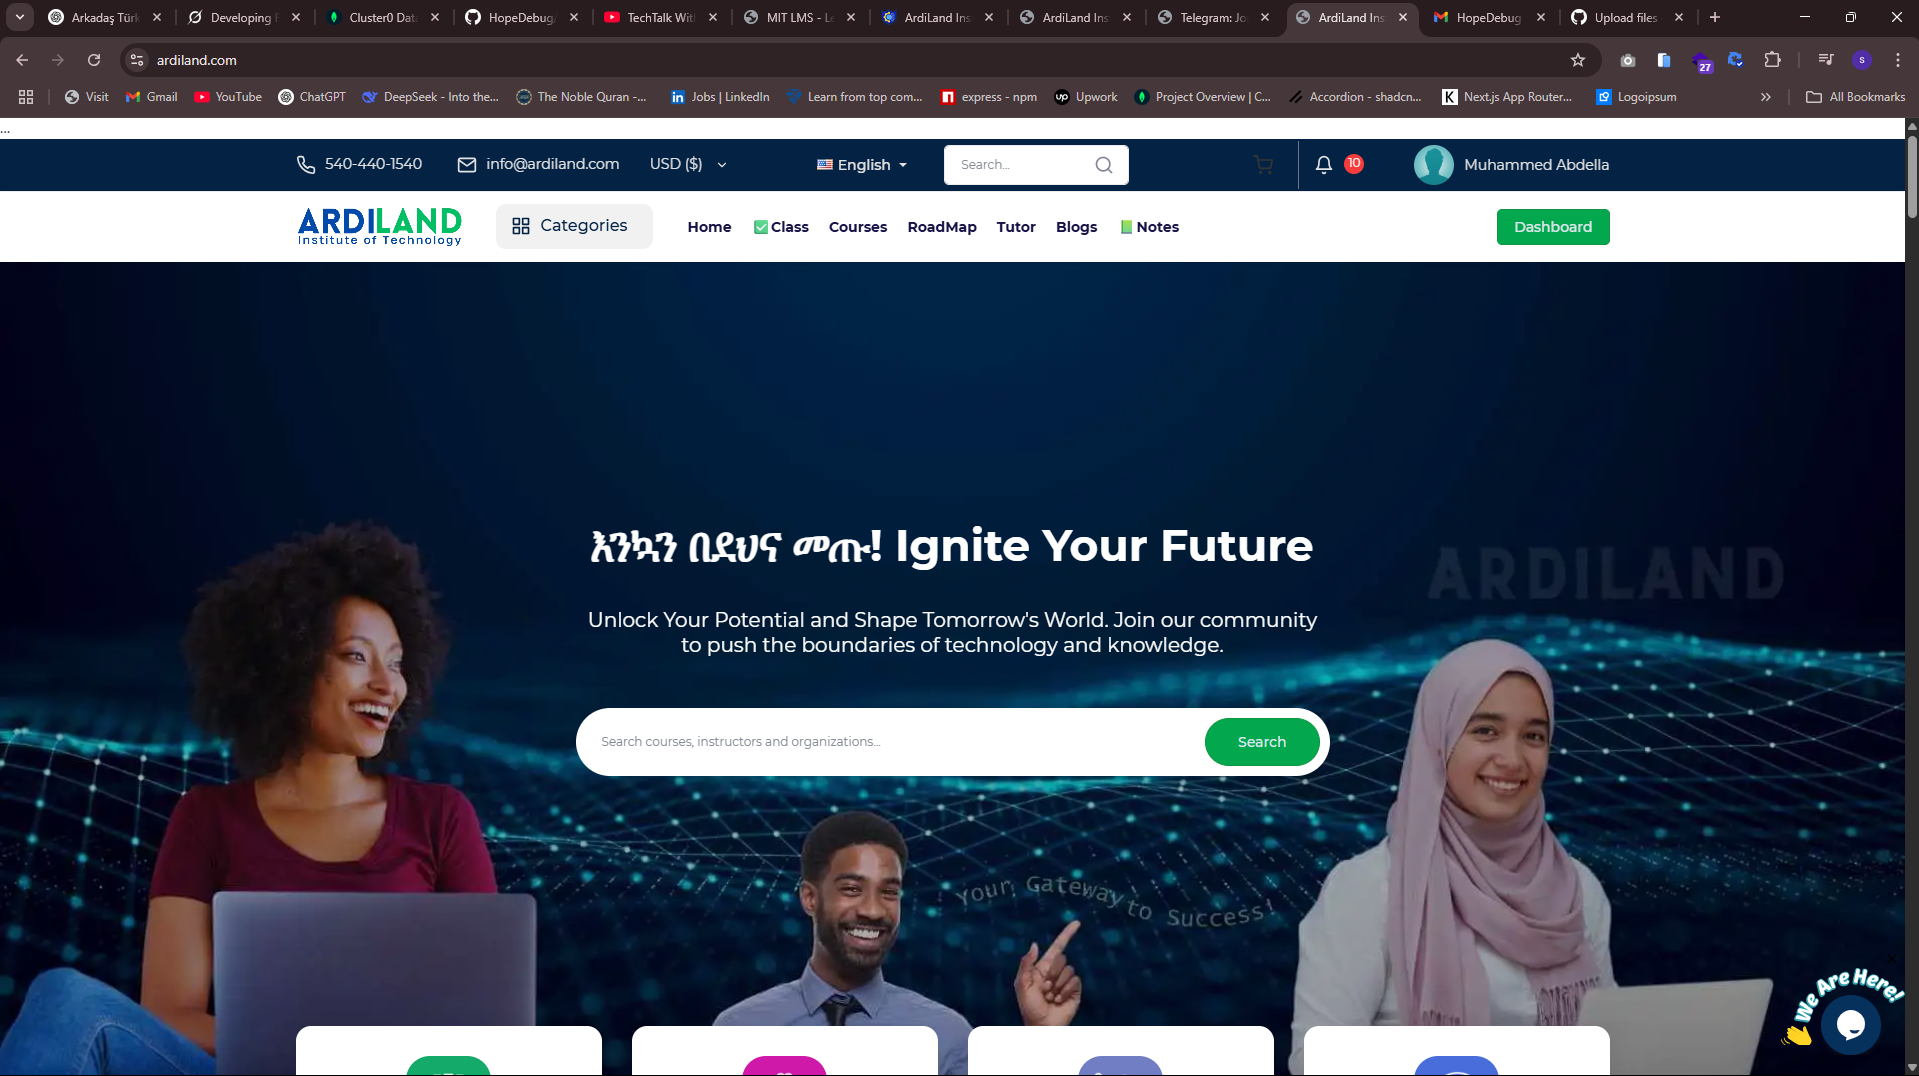 Arkadaş Türk
Developing F
Cluster0 Data
HopeDebug/
TechTalk Wit
MIT LMS - Le
ArdiLand Ins
ArdiLand Ins
Telegram: Jo
ArdiLand Ins
HopeDebug
Upload files
ardiland.com
27
s
Visit
Gmail
YouTube
ChatGPT
DeepSeek - Into the...
The Noble Quran -...
Jobs | LinkedIn
Learn from top com...
express - npm
Upwork
Project Overview | C...
Accordion - shadcn...
Next.js App Router...
Logoipsum
All Bookmarks
...
540-440-1540
info@ardiland.com
USD ($)
English
Search...
10
Muhammed Abdella
ARDILAND
Institute of Technology
Categories
Home
Class
Courses
RoadMap
Tutor
Blogs
Notes
Dashboard
እንኳን በደህና መጡ! Ignite Your Future
ARDILAND
Unlock Your Potential and Shape Tomorrow's World. Join our community
to push the boundaries of technology and knowledge.
Search courses, instructors and organizations...
Search
Your Gateway to Success!
We Are Here!